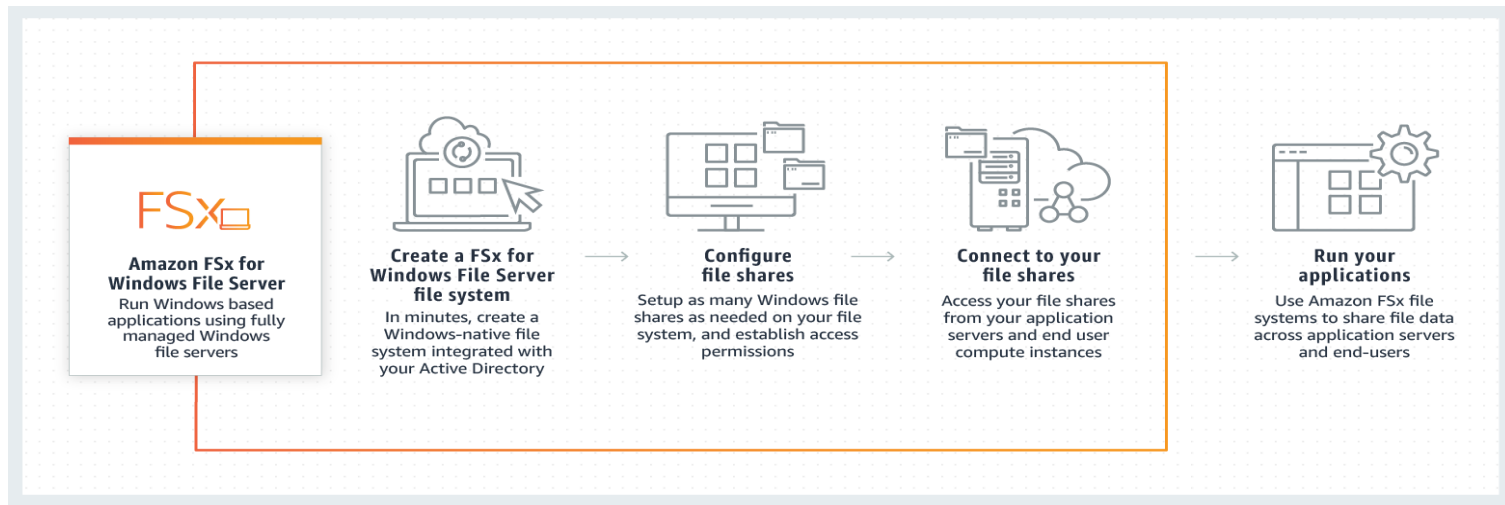 FSx
Amazon FSx for
Windows File Server
Run Windows based
applications using fully
managed Windows
file servers
Create a FSx for
Windows File Server
file system
In minutes, create a
Windows-native file
system integrated with
your Active Directory
Configure
file shares
Setup as many Windows file
shares as needed on your file
system, and establish access
permissions
Connect to your
file shares
Access your file shares
from your application
servers and end user
compute instances
Run your
applications
Use Amazon FSx file
systems to share file data
across application servers
and end-users